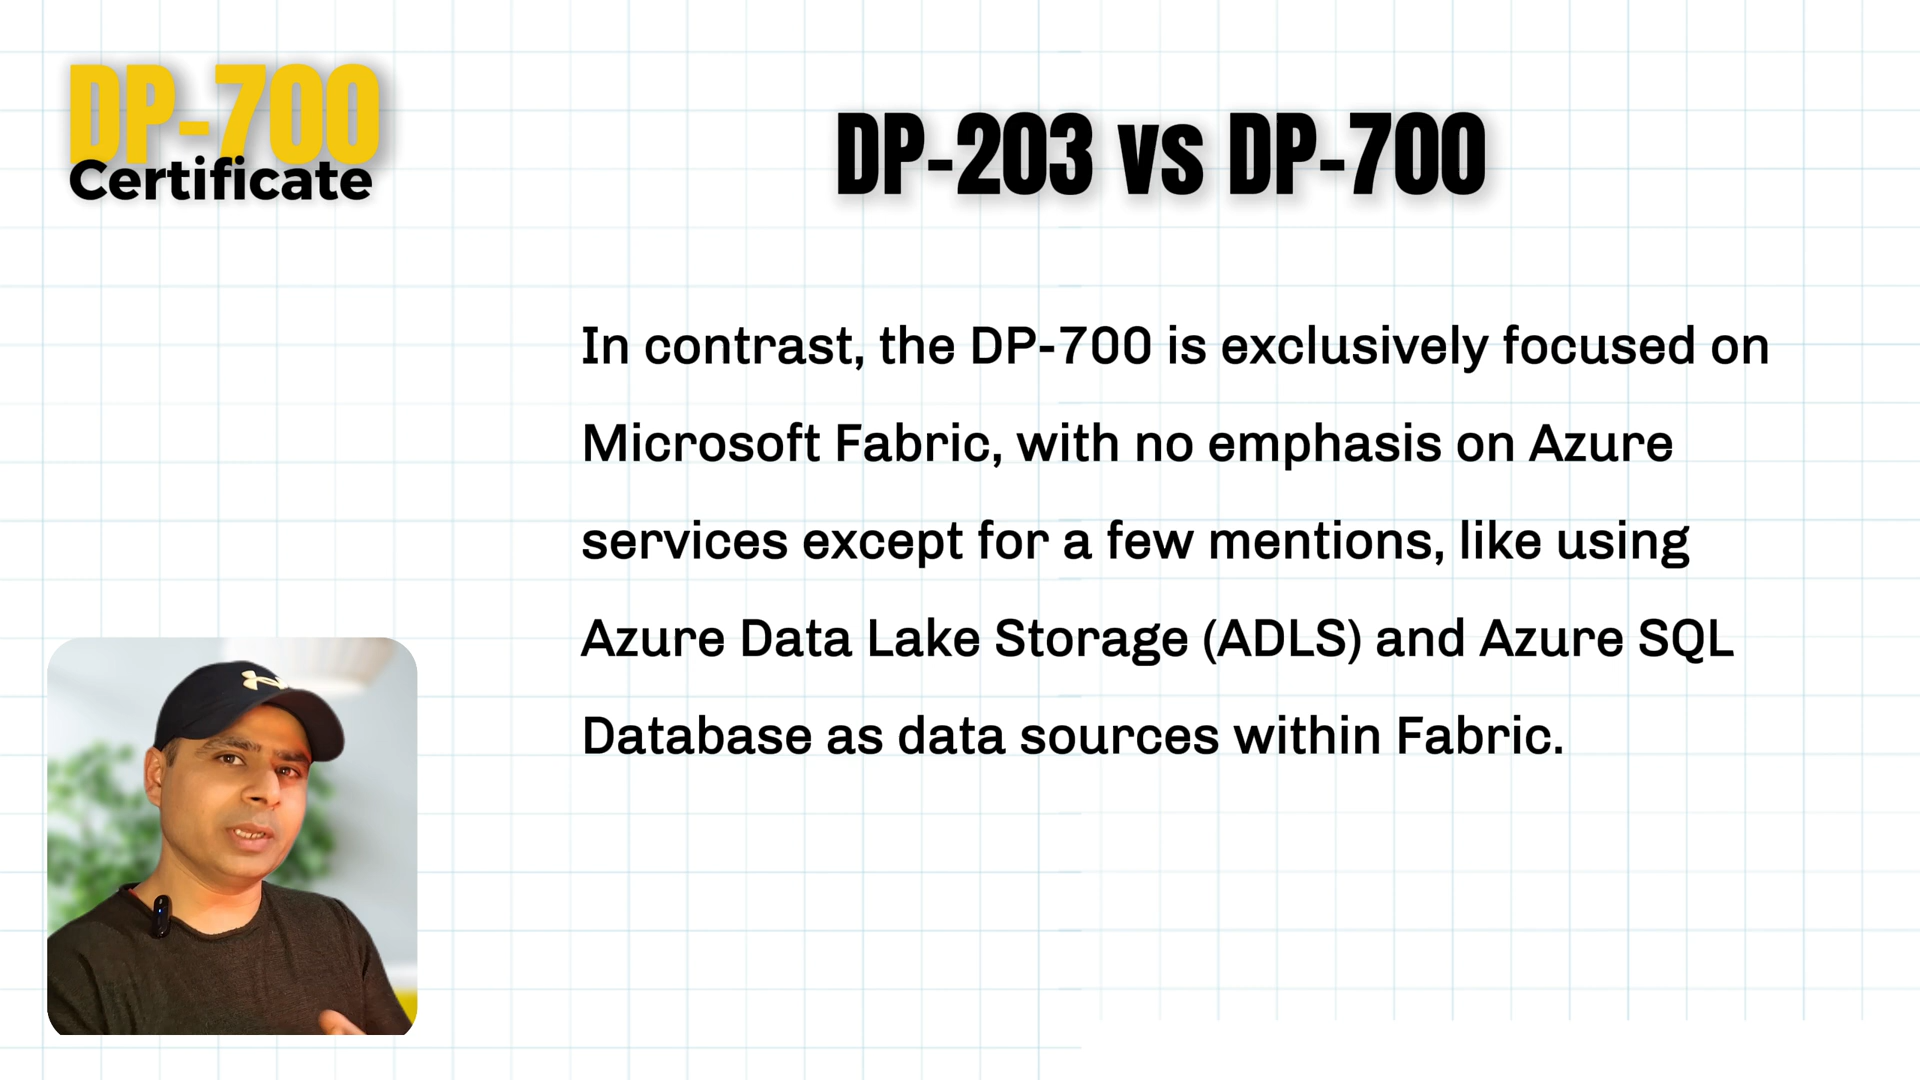 DP-700
Certificate
DP-203 vs DP-700
In contrast, the DP-700 is exclusively focused on
Microsoft Fabric, with no emphasis on Azure
services except for a few mentions, like using
Azure Data Lake Storage (ADLS) and Azure SQL
Database as data sources within Fabric.